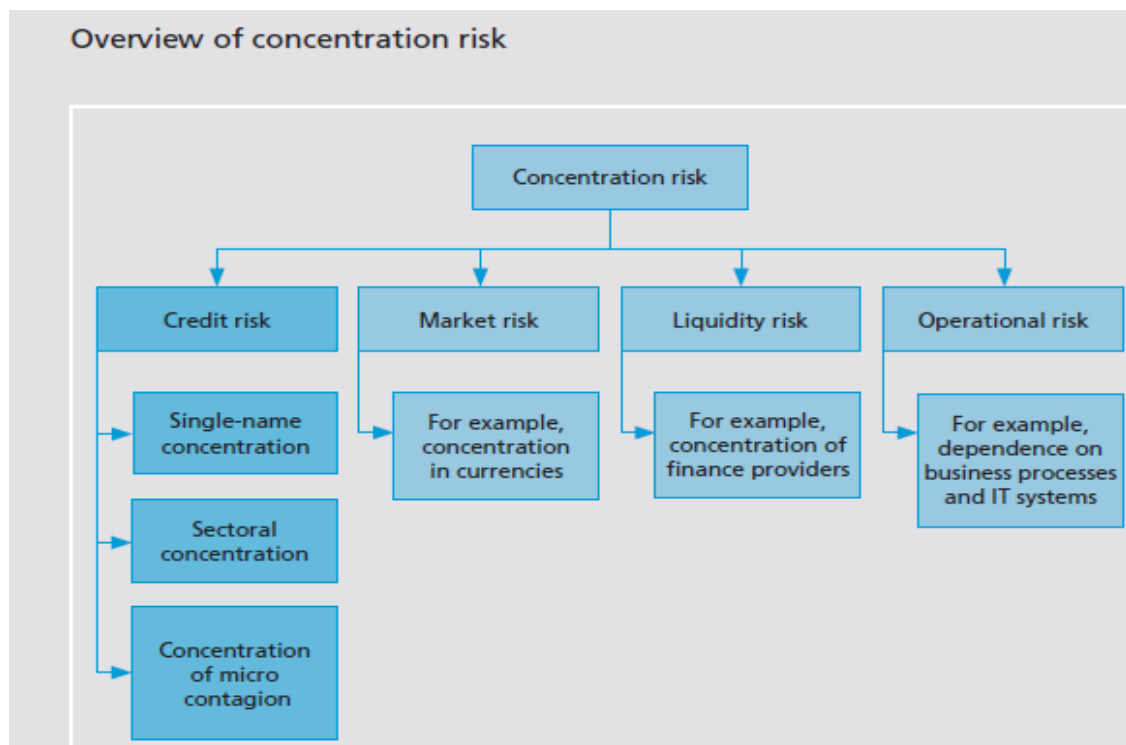 Overview of concentration risk
Concentration risk
Credit risk
Market risk
Liquidity risk
Operational risk
Single-name
concentration
Sectoral
concentration
Concentration
of micro
contagion
For example,
concentration
in currencies
For example,
concentration of
finance providers
For example,
dependence on
business processes
and IT systems